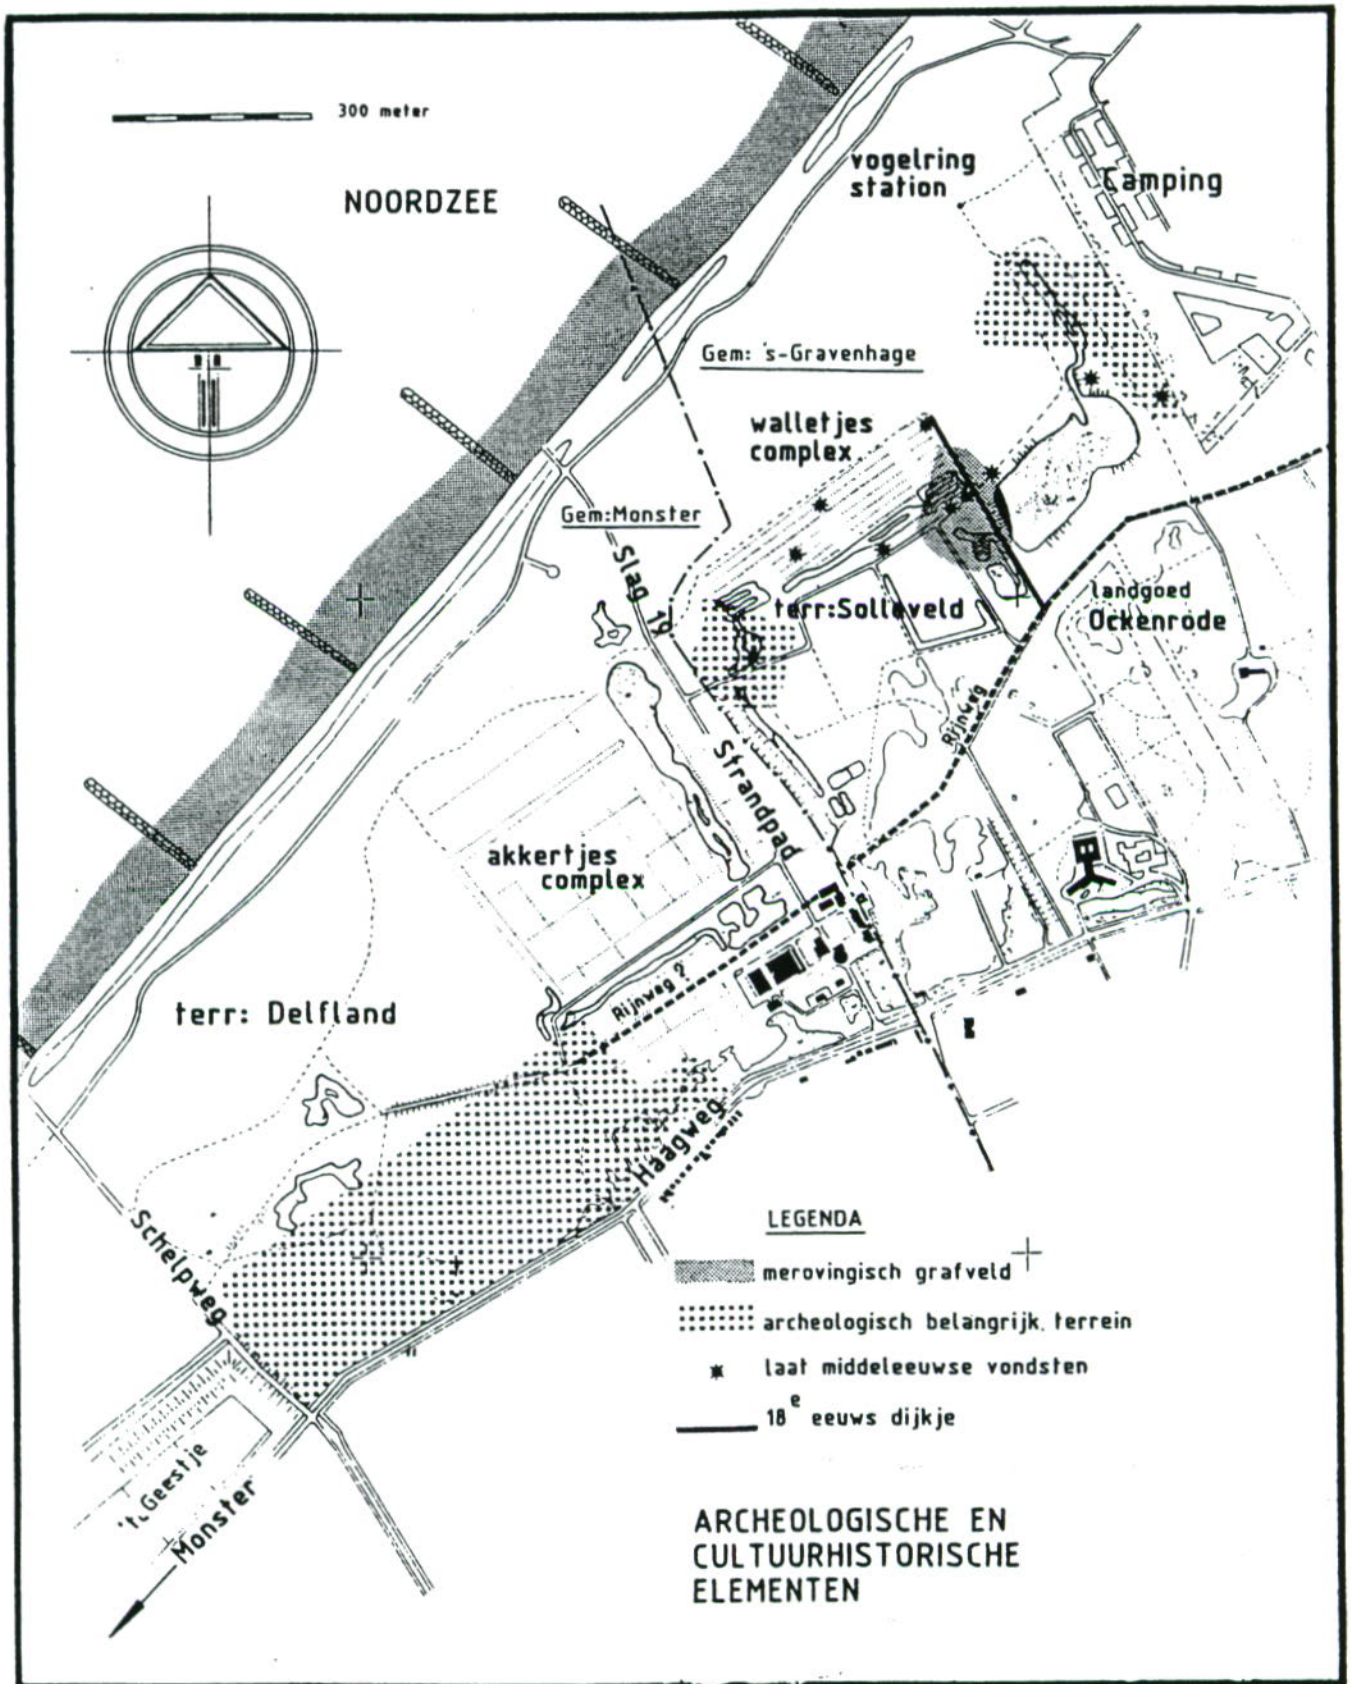 300 meter
NOORDZEE
vogelring
station
Camping
Gem: 's-Gravenhage
walletjes
complex.
Gem:Monster
Slag 19
terr:Solleveld
landgoed
Ockenrode
Rijnweg
Strandpad
akkertjes
complex
Rijnweg ?
terr: Delfland
Haagweg
Schelpweg
't Geestje
Monster
LEGENDA
merovingisch grafveld
archeologisch belangrijk. terrein
laat middeleeuwse vondsten
18e eeuws dijkje
ARCHEOLOGISCHE EN
CULTUURHISTORISCHE
ELEMENTEN